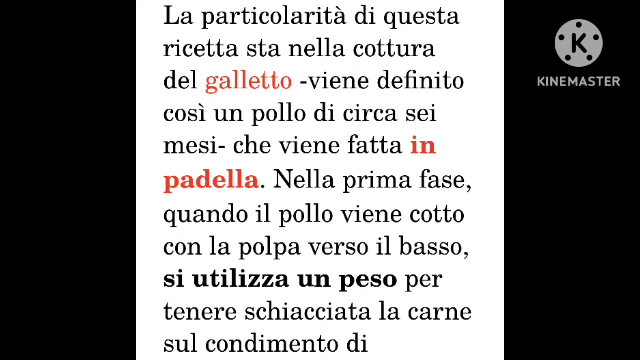 La particolarità di questa
ricetta sta nella cottura
del galletto -viene definito
così un pollo di circa sei
mesi- che viene fatta in
padella. Nella prima fase,
quando il pollo viene cotto
con la polpa verso il basso,
si utilizza un peso per
tenere schiacciata la carne
sul condimento di
K
KINEMASTER